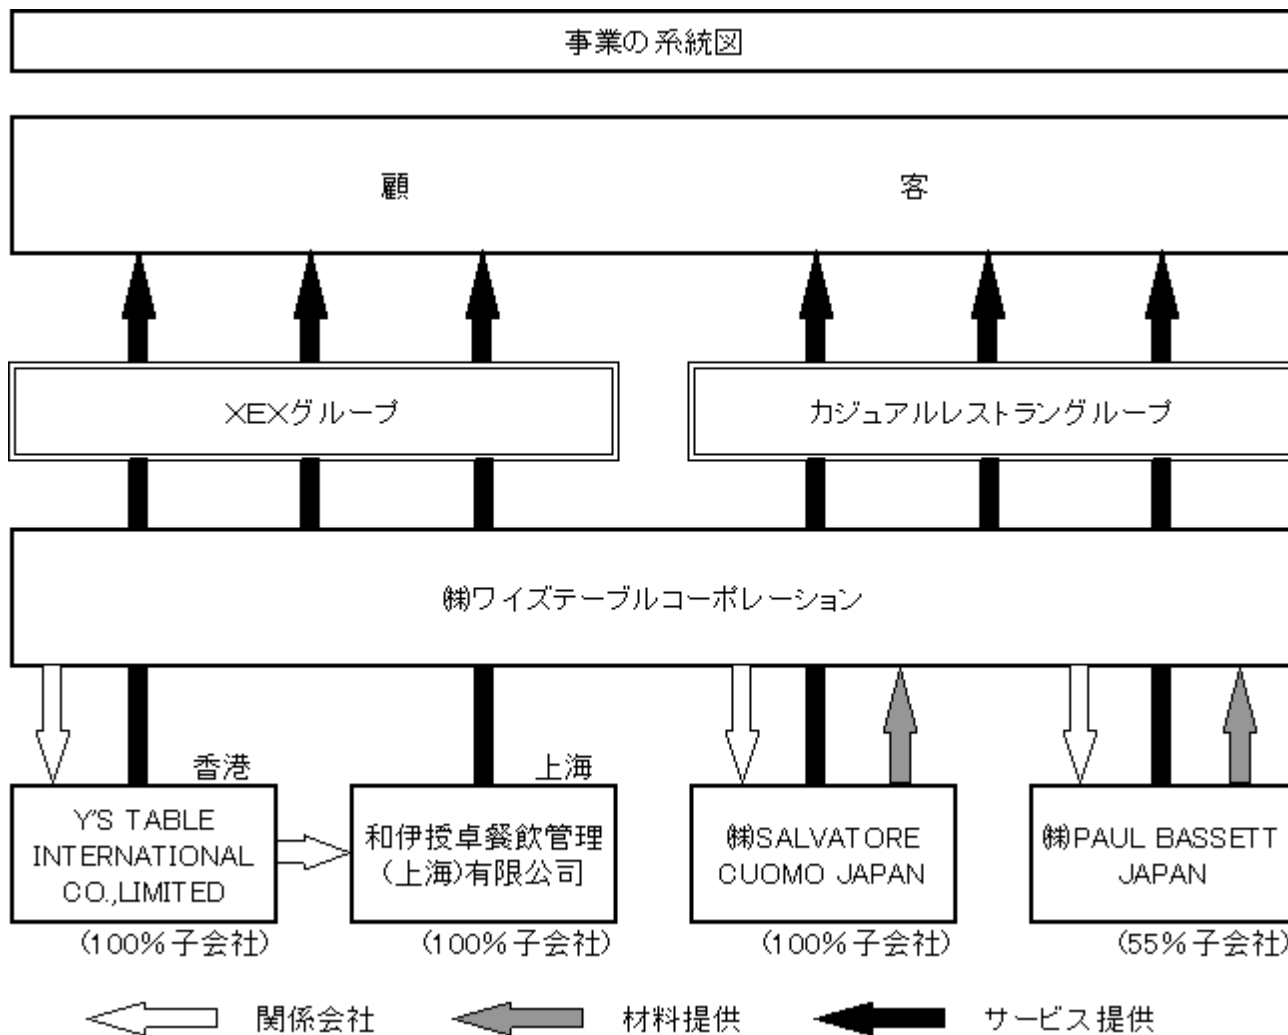 事業の系統図
顧 客
XEXグループ
カジュアルレストラングループ
㈱ワイズテーブルコーポレーション
香港
上海
Y'S TABLE
INTERNATIONAL
CO.,LIMITED
和伊授卓餐飲管理
(上海)有限公司
㈱SALVATORE
CUOMO JAPAN
㈱PAUL BASSETT
JAPAN
(100%子会社)
(100%子会社)
(100%子会社)
(55%子会社)
関係会社
材料提供
サービス提供